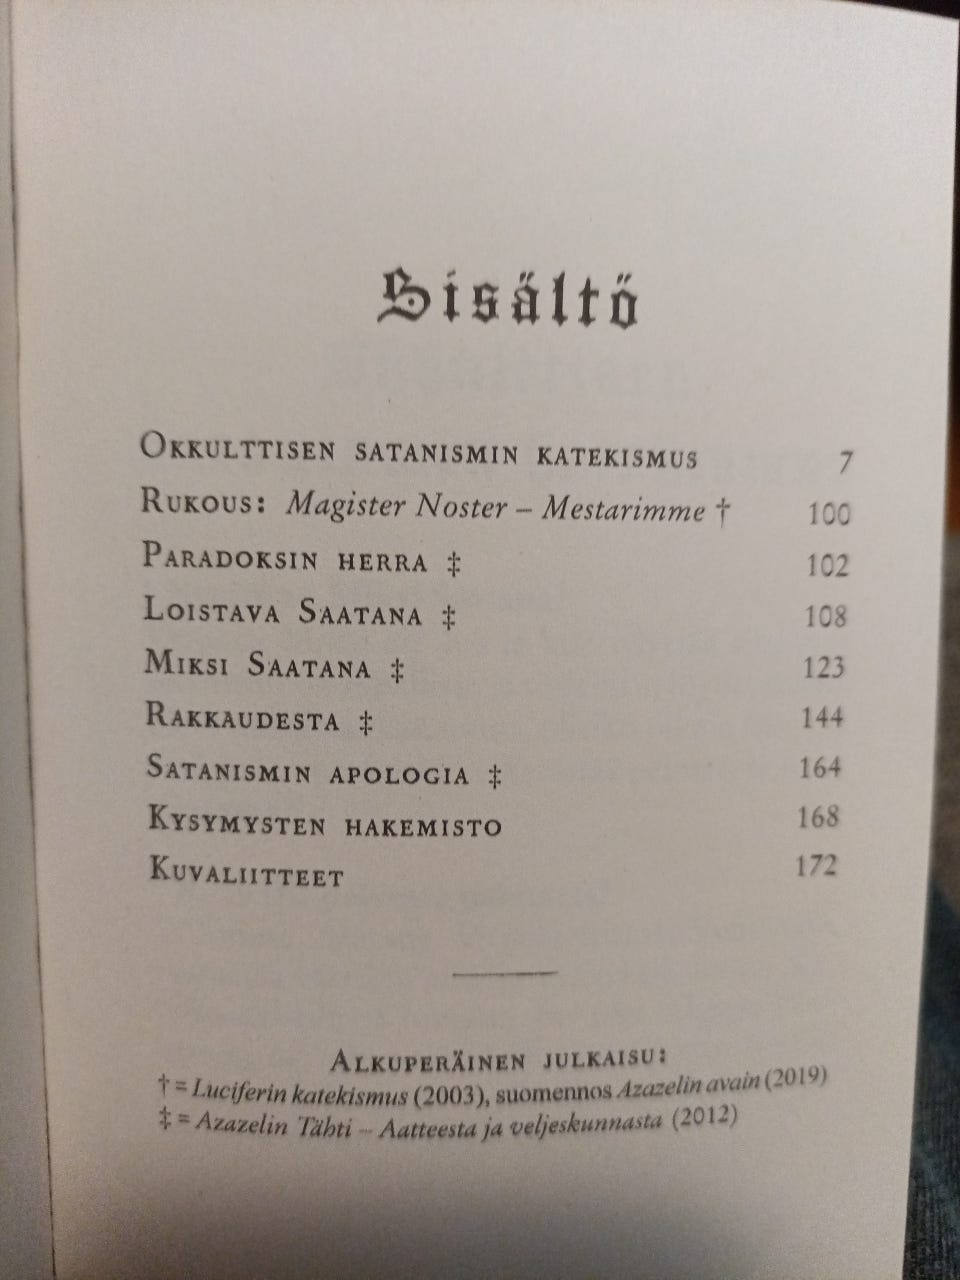 Sisältö
Okkulttisen satanismin katekismus 7
Rukous: Magister Noster – Mestarimme † 100
Paradoksin herra ‡ 102
Loistava Saatana ‡ 108
Miksi Saatana ‡ 123
Rakkaudesta ‡ 144
Satanismin apologia ‡ 164
Kysymysten hakemisto 168
Kuvaliitteet 172
Alkuperäinen julkaisu:
† = Luciferin katekismus (2003), suomennos Azazelin avain (2019)
‡ = Azazelin Tähti – Aatteesta ja veljeskunnasta (2012)